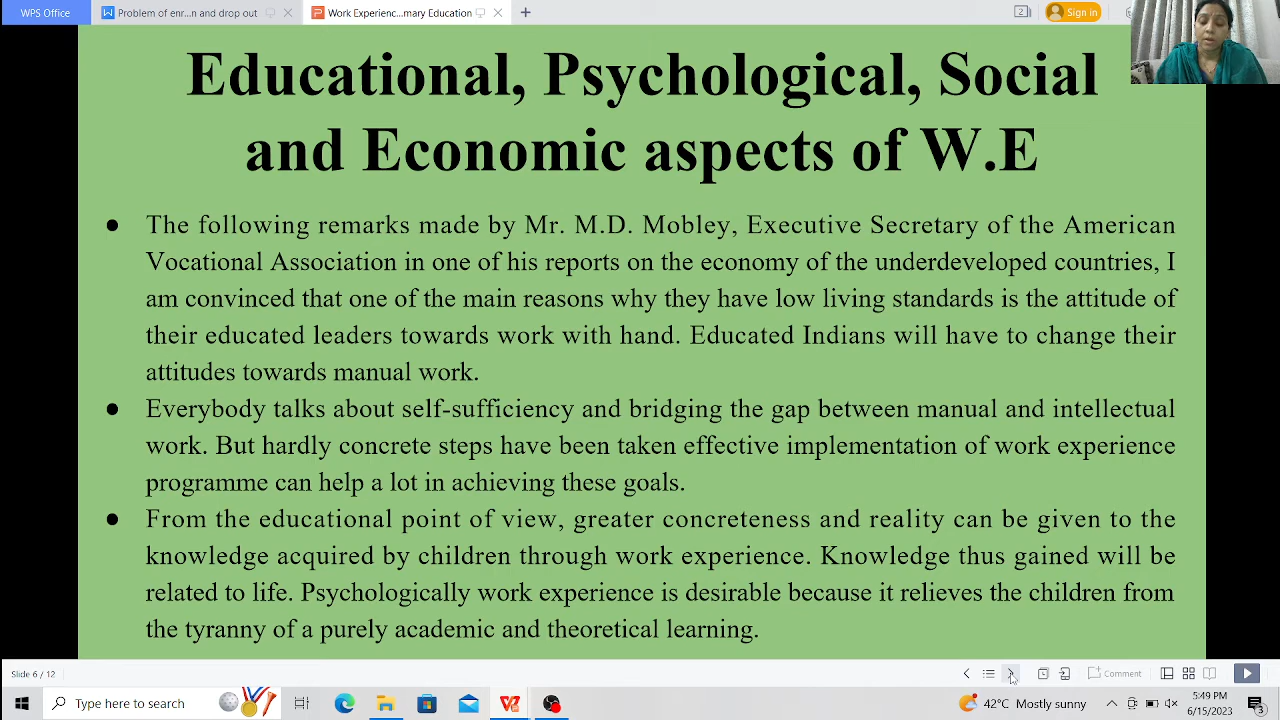 WPS Office
Problem of enr...n and drop out
Work Experienc...mary Education
2
Sign in
Educational, Psychological, Social
and Economic aspects of W.E
● The following remarks made by Mr. M.D. Mobley, Executive Secretary of the American
Vocational Association in one of his reports on the economy of the underdeveloped countries, I
am convinced that one of the main reasons why they have low living standards is the attitude of
their educated leaders towards work with hand. Educated Indians will have to change their
attitudes towards manual work.
● Everybody talks about self-sufficiency and bridging the gap between manual and intellectual
work. But hardly concrete steps have been taken effective implementation of work experience
programme can help a lot in achieving these goals.
● From the educational point of view, greater concreteness and reality can be given to the
knowledge acquired by children through work experience. Knowledge thus gained will be
related to life. Psychologically work experience is desirable because it relieves the children from
the tyranny of a purely academic and theoretical learning.
Slide 6 / 12
Comment
Type here to search
42°C Mostly sunny
5:49 PM
6/15/2023
3